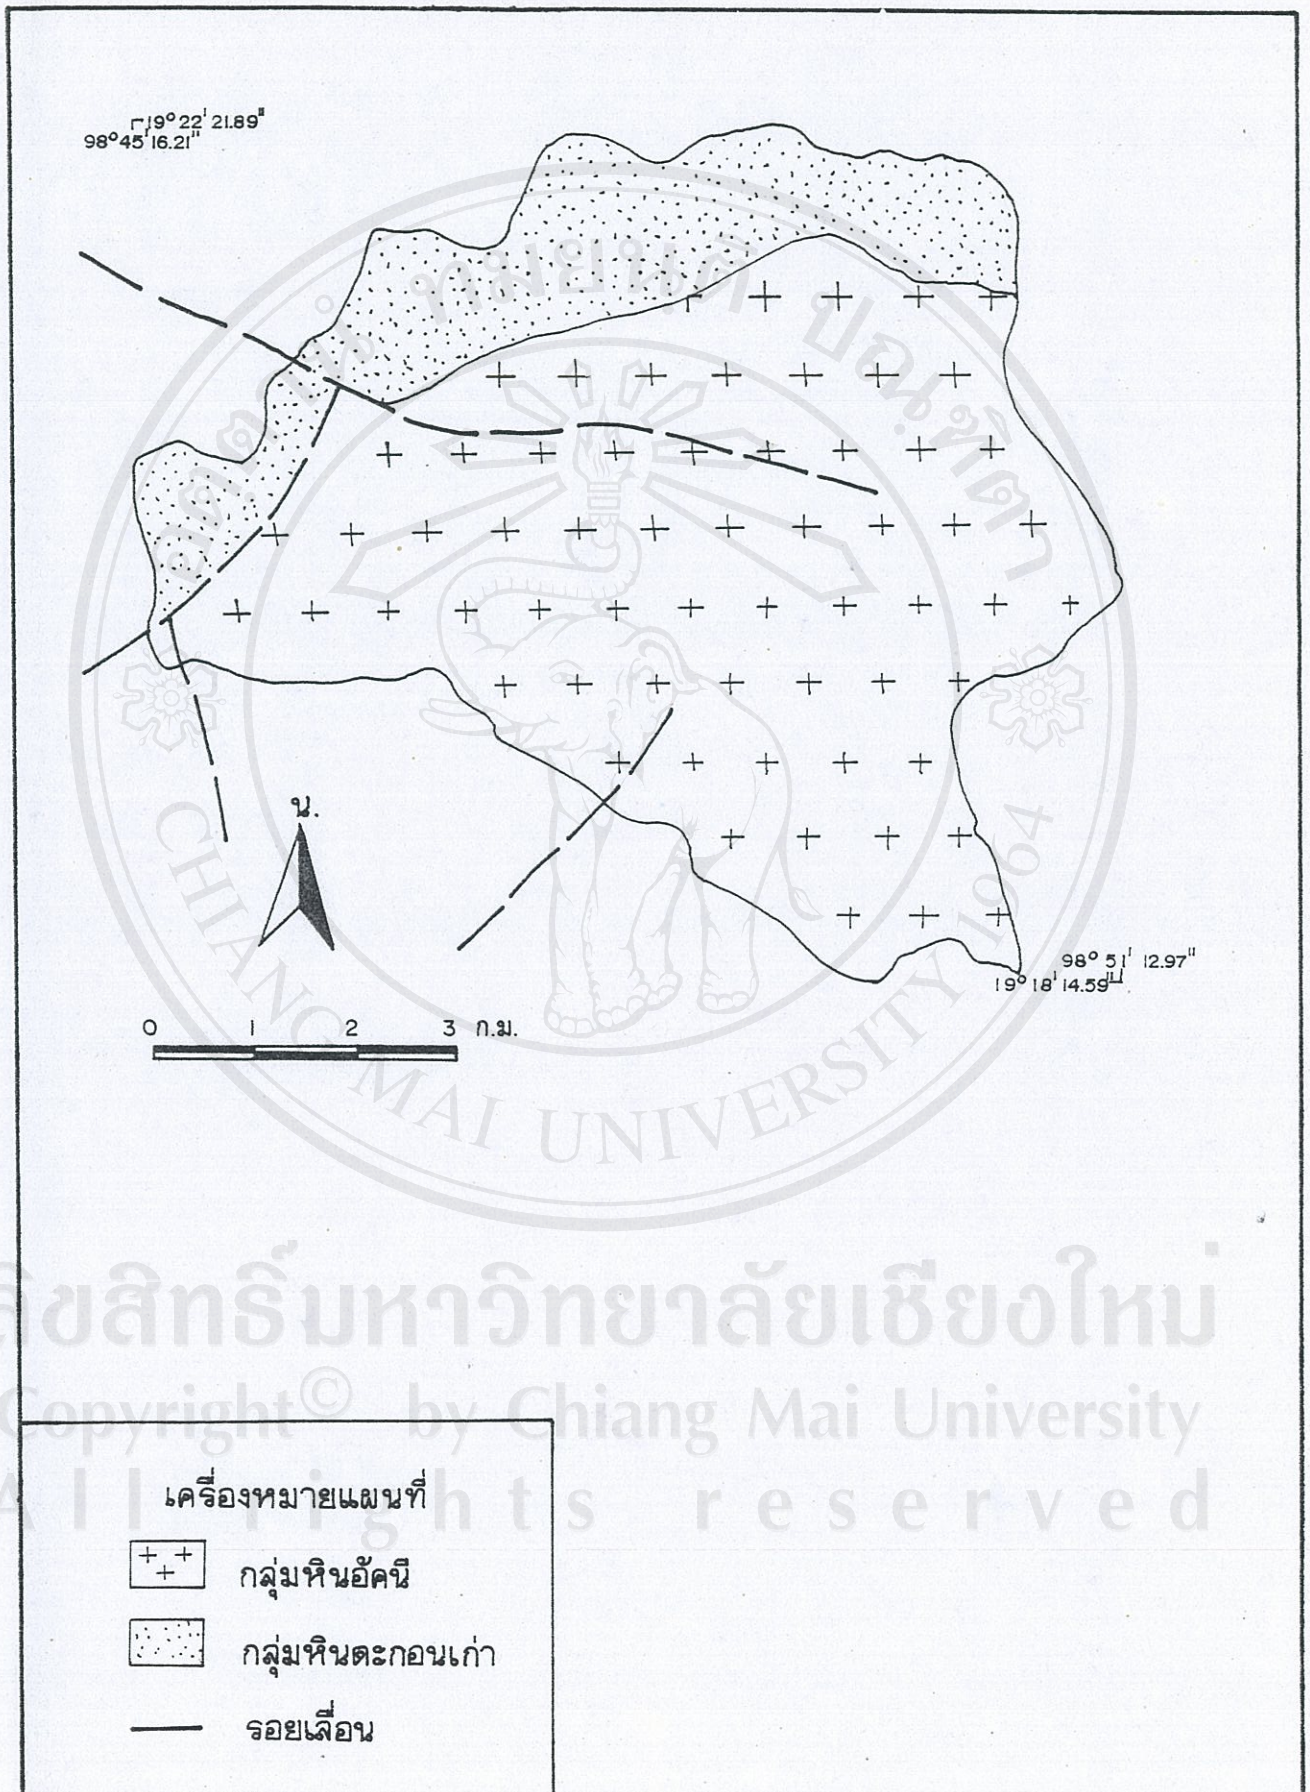 19° 22' 21.89"
98° 45' 16.21"
น.
98° 51' 12.97"
19° 18' 14.59"
0 1 2 3 ก.ม.
CHIANG MAI UNIVERSITY 1964
ลิขสิทธิ์มหาวิทยาลัยเชียงใหม่
Copyright© by Chiang Mai University
All rights reserved
เครื่องหมายแผนที่
กลุ่มหินอัคนี
กลุ่มหินตะกอนเก่า
รอยเลื่อน